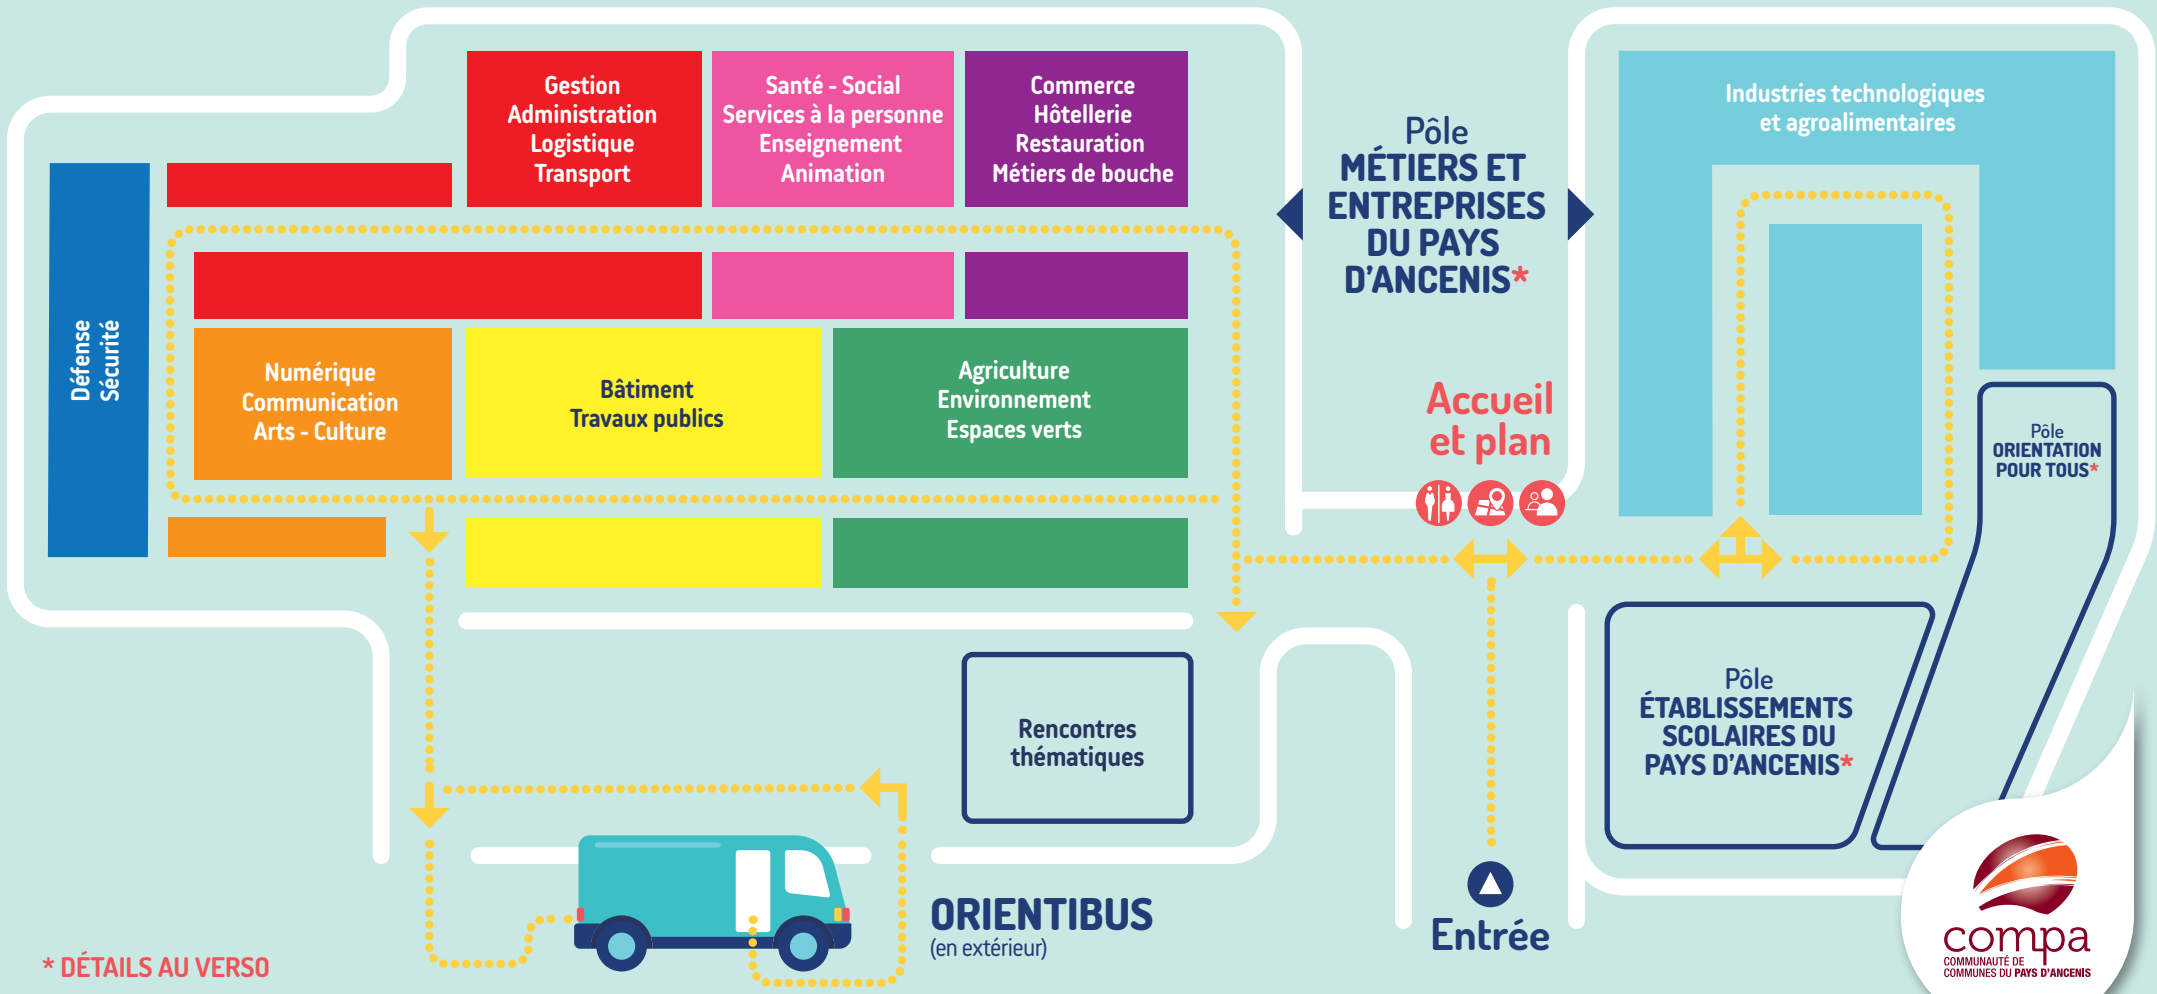 Gestion
Administration
Logistique
Transport
Santé - Social
Services à la personne
Enseignement
Animation
Commerce
Hôtellerie
Restauration
Métiers de bouche
Pôle
MÉTIERS ET
ENTREPRISES
DU PAYS
D'ANCENIS*
Industries technologiques
et agroalimentaires
Défense
Sécurité
Numérique
Communication
Arts - Culture
Bâtiment
Travaux publics
Agriculture
Environnement
Espaces verts
Accueil
et plan
Pôle
ORIENTATION
POUR TOUS*
Rencontres
thématiques
Pôle
ÉTABLISSEMENTS
SCOLAIRES DU
PAYS D'ANCENIS*
ORIENTIBUS
(en extérieur)
Entrée
* DÉTAILS AU VERSO
compa
COMMUNAUTÉ DE
COMMUNES DU PAYS D'ANCENIS